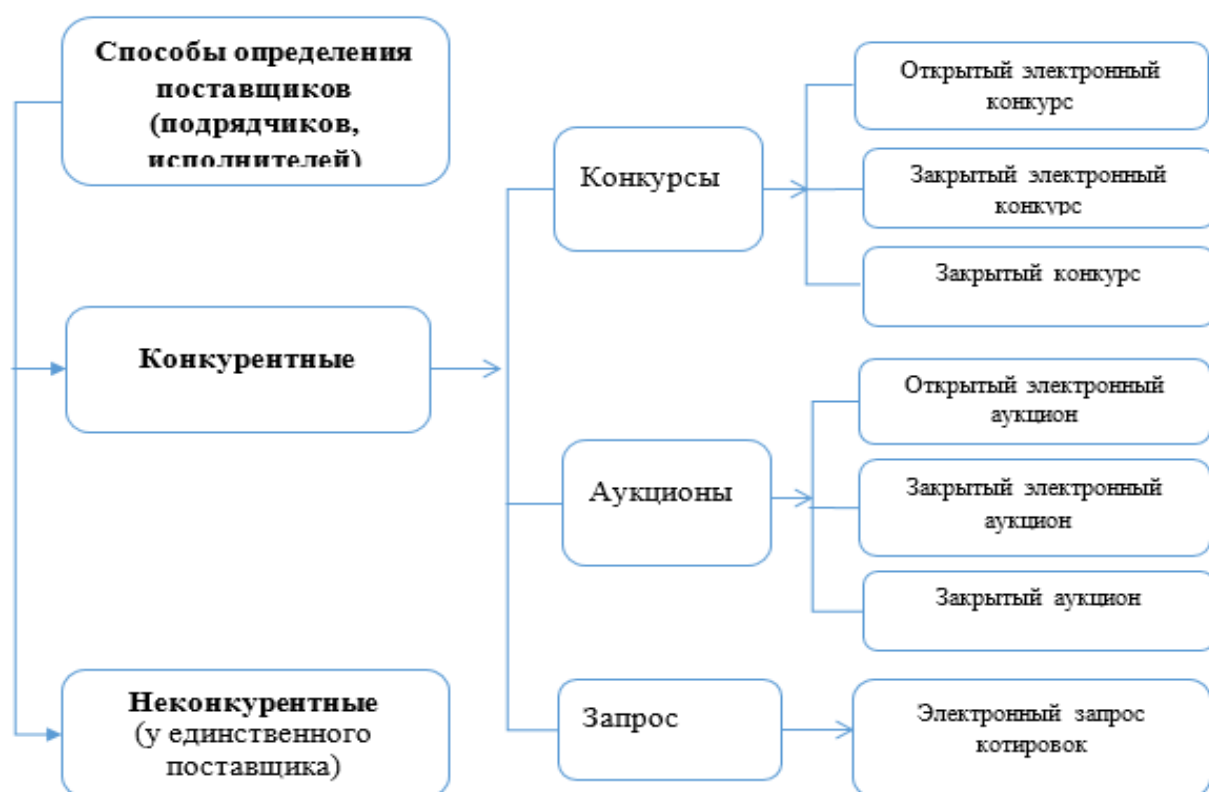 Способы определения
поставщиков
(подрядчиков,
исполнителей)
Конкурентные
Неконкурентные
(у единственного
поставщика)
Конкурсы
Аукционы
Запрос
Открытый электронный
конкурс
Закрытый электронный
конкурс
Закрытый конкурс
Открытый электронный
аукцион
Закрытый электронный
аукцион
Закрытый аукцион
Электронный запрос
котировок